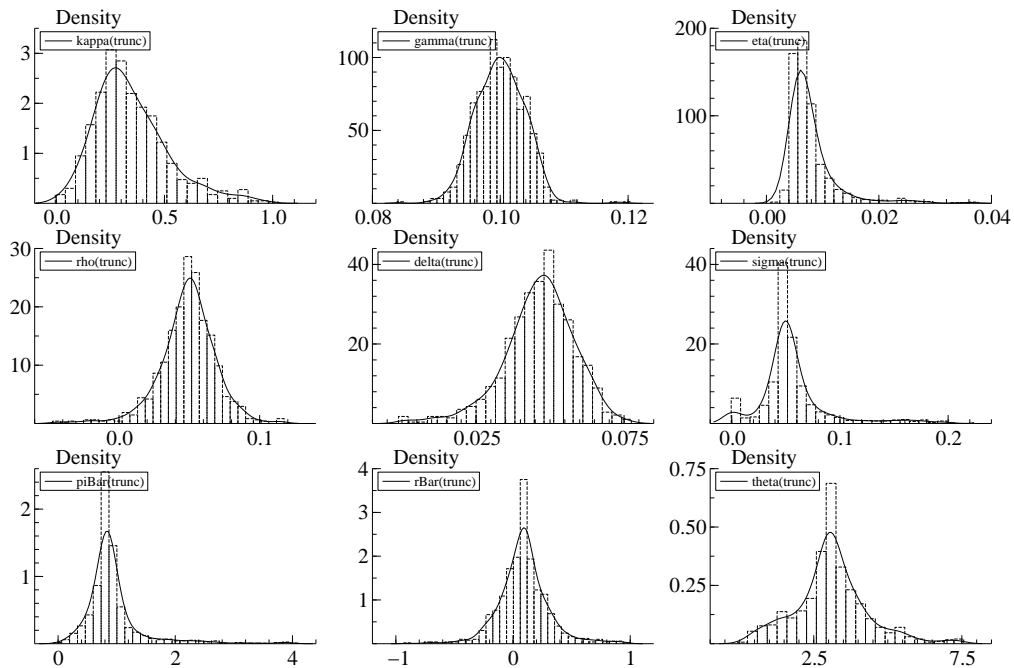 Density
kappa(trunc)
3
2
1
0.0 0.5 1.0
Density
gamma(trunc)
100
50
0.08 0.10 0.12
Density
eta(trunc)
200
100
0.00 0.02 0.04
Density
rho(trunc)
30
20
10
0.0 0.1
Density
delta(trunc)
40
20
0.025 0.075
Density
sigma(trunc)
40
20
0.0 0.1 0.2
Density
piBar(trunc)
2
1
0 2 4
Density
rBar(trunc)
4
3
2
1
−1 0 1
Density
theta(trunc)
0.75
0.50
0.25
2.5 7.5